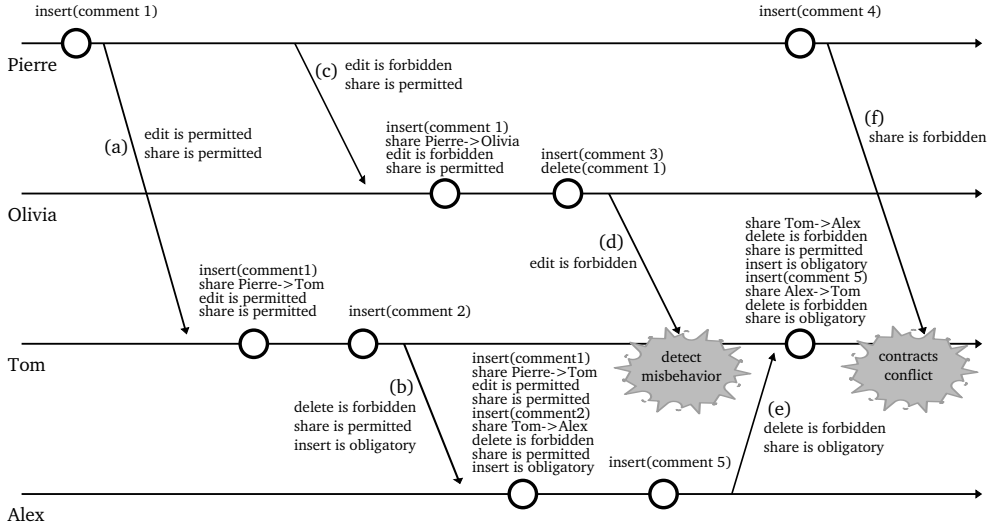 insert(comment 1)
insert(comment 4)
Pierre
(c)
edit is forbidden
share is permitted
(a)
edit is permitted
share is permitted
(f)
share is forbidden
insert(comment 1)
share Pierre->Olivia
edit is forbidden
share is permitted
insert(comment 3)
delete(comment 1)
Olivia
(d)
edit is forbidden
share Tom->Alex
delete is forbidden
share is permitted
insert is obligatory
insert(comment 5)
share Alex->Tom
delete is forbidden
share is obligatory
insert(comment1)
share Pierre->Tom
edit is permitted
share is permitted
insert(comment 2)
Tom
detect
misbehavior
contracts
conflict
(b)
delete is forbidden
share is permitted
insert is obligatory
insert(comment1)
share Pierre->Tom
edit is permitted
share is permitted
insert(comment2)
share Tom->Alex
delete is forbidden
share is permitted
insert is obligatory
(e)
delete is forbidden
share is obligatory
insert(comment 5)
Alex